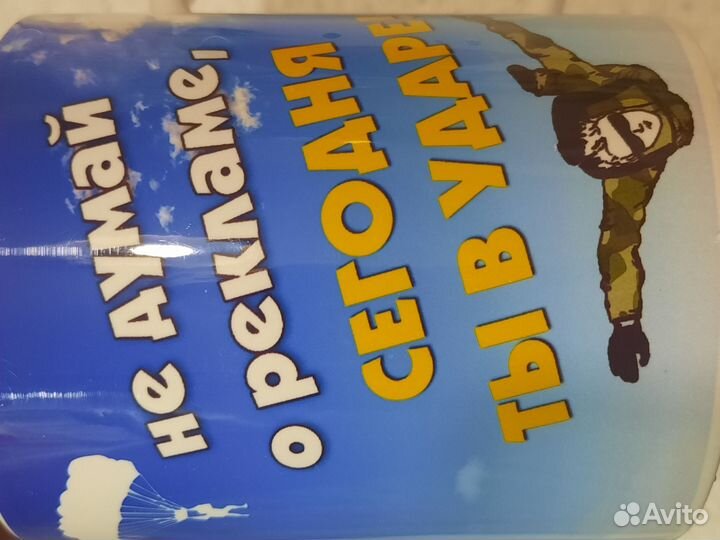 не думай
о рекламе,
СЕГОДНЯ
ТЫ В УДАРЕ
Avito